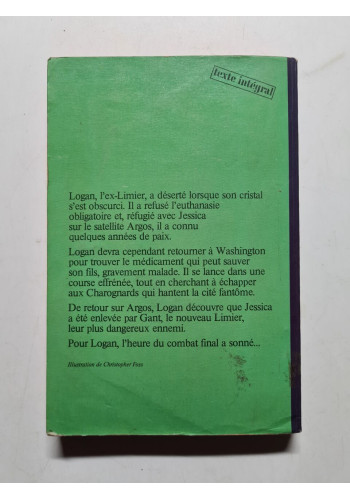 texte intégral
Logan, l'ex-Limier, a déserté lorsque son cristal
s'est obscurci. Il a refusé l'euthanasie
obligatoire et, réfugié avec Jessica
sur le satellite Argos, il a connu
quelques années de paix.
Logan devra cependant retourner à Washington
pour trouver le médicament qui peut sauver
son fils, gravement malade. Il se lance dans une
course effrénée, tout en cherchant à échapper
aux Charognards qui hantent la cité fantôme.
De retour sur Argos, Logan découvre que Jessica
a été enlevée par Gant, le nouveau Limier,
leur plus dangereux ennemi.
Pour Logan, l'heure du combat final a sonné...
Illustration de Christopher Foss